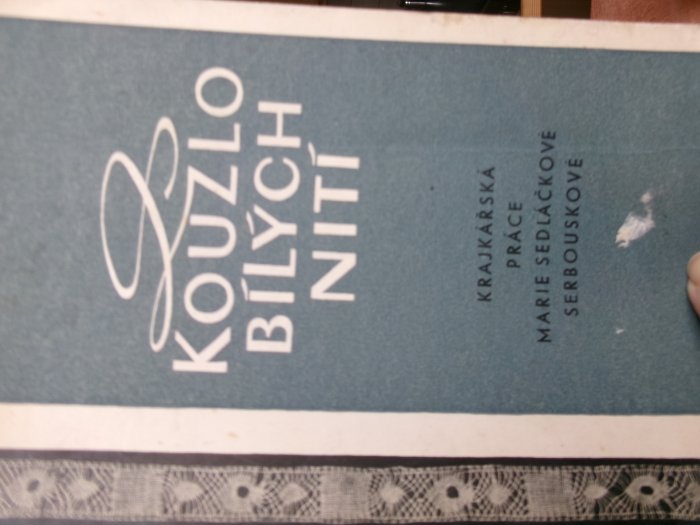 KOUZLO
BÍLÝCH
NITÍ
KRAJKÁŘSKÁ
PRÁCE
MARIE SEDLÁČKOVÉ
SERBOUSKOVÉ